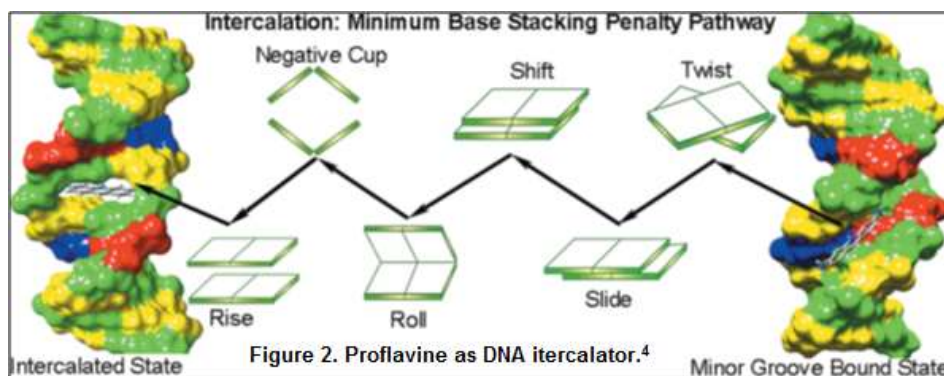 Intercalation: Minimum Base Stacking Penalty Pathway
Negative Cup
Shift
Twist
Rise
Roll
Slide
Intercalated State
Figure 2. Proflavine as DNA itercalator.4
Minor Groove Bound State